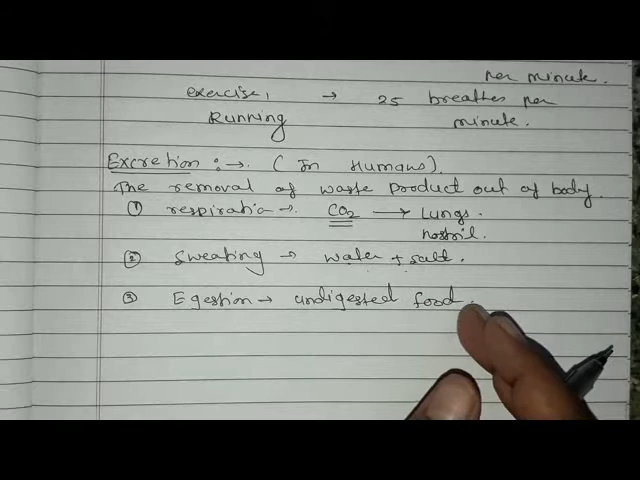 per minute.
exercise, → 25 breathes per
Running minute.
Excretion :→. (In Humans).
The removal of waste product out of body.
① respiratio →. CO2 → Lungs.
nostril.
② Sweating → water + salt.
③ Egestion → undigested food.